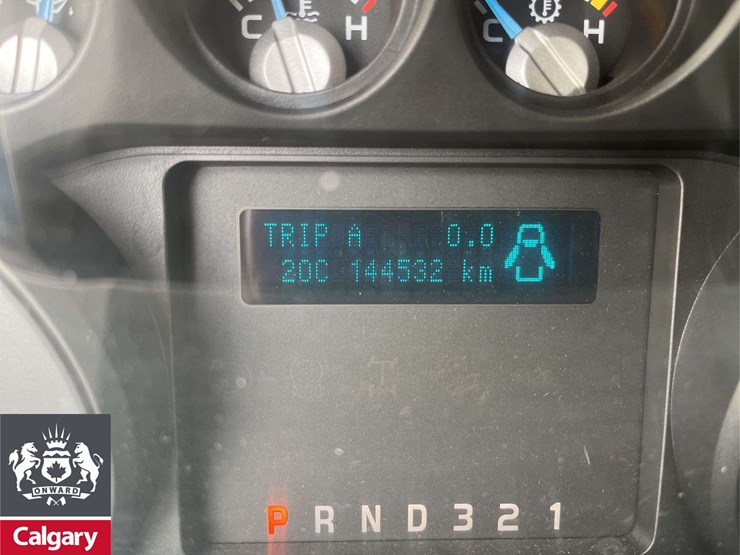 C H
C H
TRIP A 0.0
20C 144532 km
P R N D 3 2 1
ONWARD
Calgary